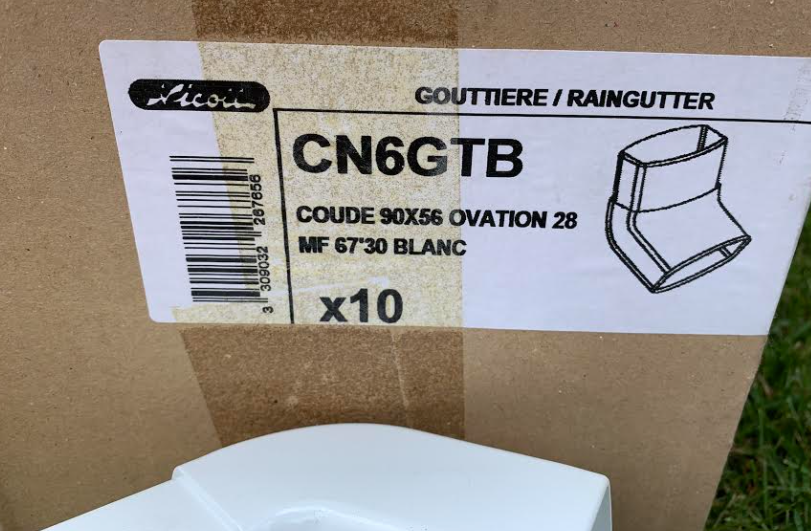 Nicoll
GOUTTIERE / RAINGUTTER
CN6GTB
COUDE 90X56 OVATION 28
MF 67'30 BLANC
x10
3 309032 267656